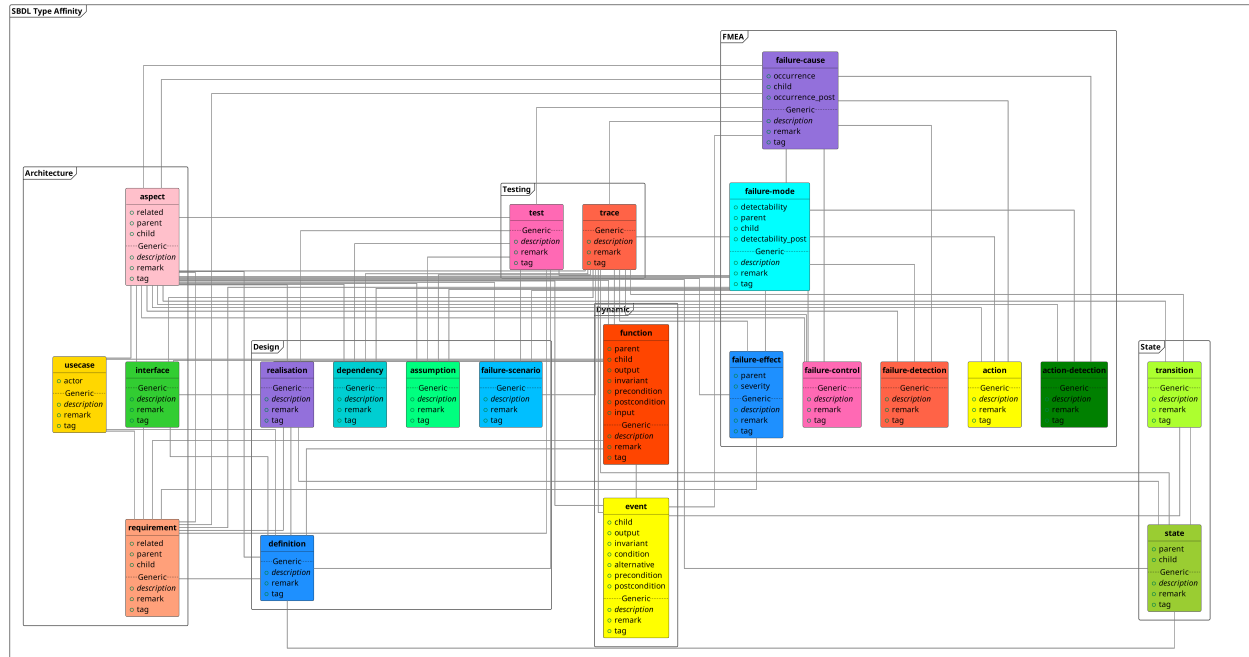 SBDL Type Affinity
FMEA
failure-cause
occurrence
child
occurrence_post
Generic
description
remark
tag
Architecture
aspect
related
parent
child
Generic
description
remark
tag
Testing
test
Generic
description
remark
tag
trace
Generic
description
remark
tag
failure-mode
detectability
parent
child
detectability_post
Generic
description
remark
tag
Dynamic
function
parent
child
output
invariant
precondition
postcondition
input
Generic
description
remark
tag
usecase
actor
Generic
description
remark
tag
interface
Generic
description
remark
tag
Design
realisation
Generic
description
remark
tag
dependency
Generic
description
remark
tag
assumption
Generic
description
remark
tag
failure-scenario
Generic
description
remark
tag
failure-effect
parent
severity
Generic
description
remark
tag
failure-control
Generic
description
remark
tag
failure-detection
Generic
description
remark
tag
action
Generic
description
remark
tag
action-detection
Generic
description
remark
tag
State
transition
Generic
description
remark
tag
requirement
related
parent
child
Generic
description
remark
tag
definition
Generic
description
remark
tag
event
child
output
invariant
condition
alternative
precondition
postcondition
Generic
description
remark
tag
state
parent
child
Generic
description
remark
tag